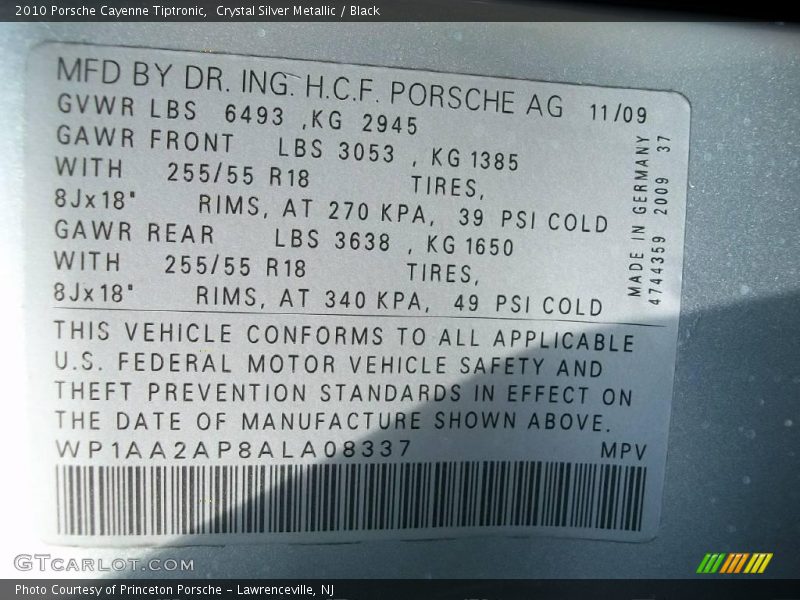 2010 Porsche Cayenne Tiptronic,  Crystal Silver Metallic / Black
MFD BY DR. ING. H.C.F. PORSCHE AG 11/09
GVWR LBS 6493 ,KG 2945
GAWR FRONT LBS 3053 , KG 1385
WITH 255/55 R18 TIRES,
8Jx18" RIMS, AT 270 KPA, 39 PSI COLD
GAWR REAR LBS 3638 , KG 1650
WITH 255/55 R18 TIRES,
8Jx18" RIMS, AT 340 KPA, 49 PSI COLD
MADE IN GERMANY
4744359 2009 37
THIS VEHICLE CONFORMS TO ALL APPLICABLE
U.S. FEDERAL MOTOR VEHICLE SAFETY AND
THEFT PREVENTION STANDARDS IN EFFECT ON
THE DATE OF MANUFACTURE SHOWN ABOVE.
WP1AA2AP8ALA08337 MPV
GTCARLOT.COM
Photo Courtesy of Princeton Porsche – Lawrenceville, NJ